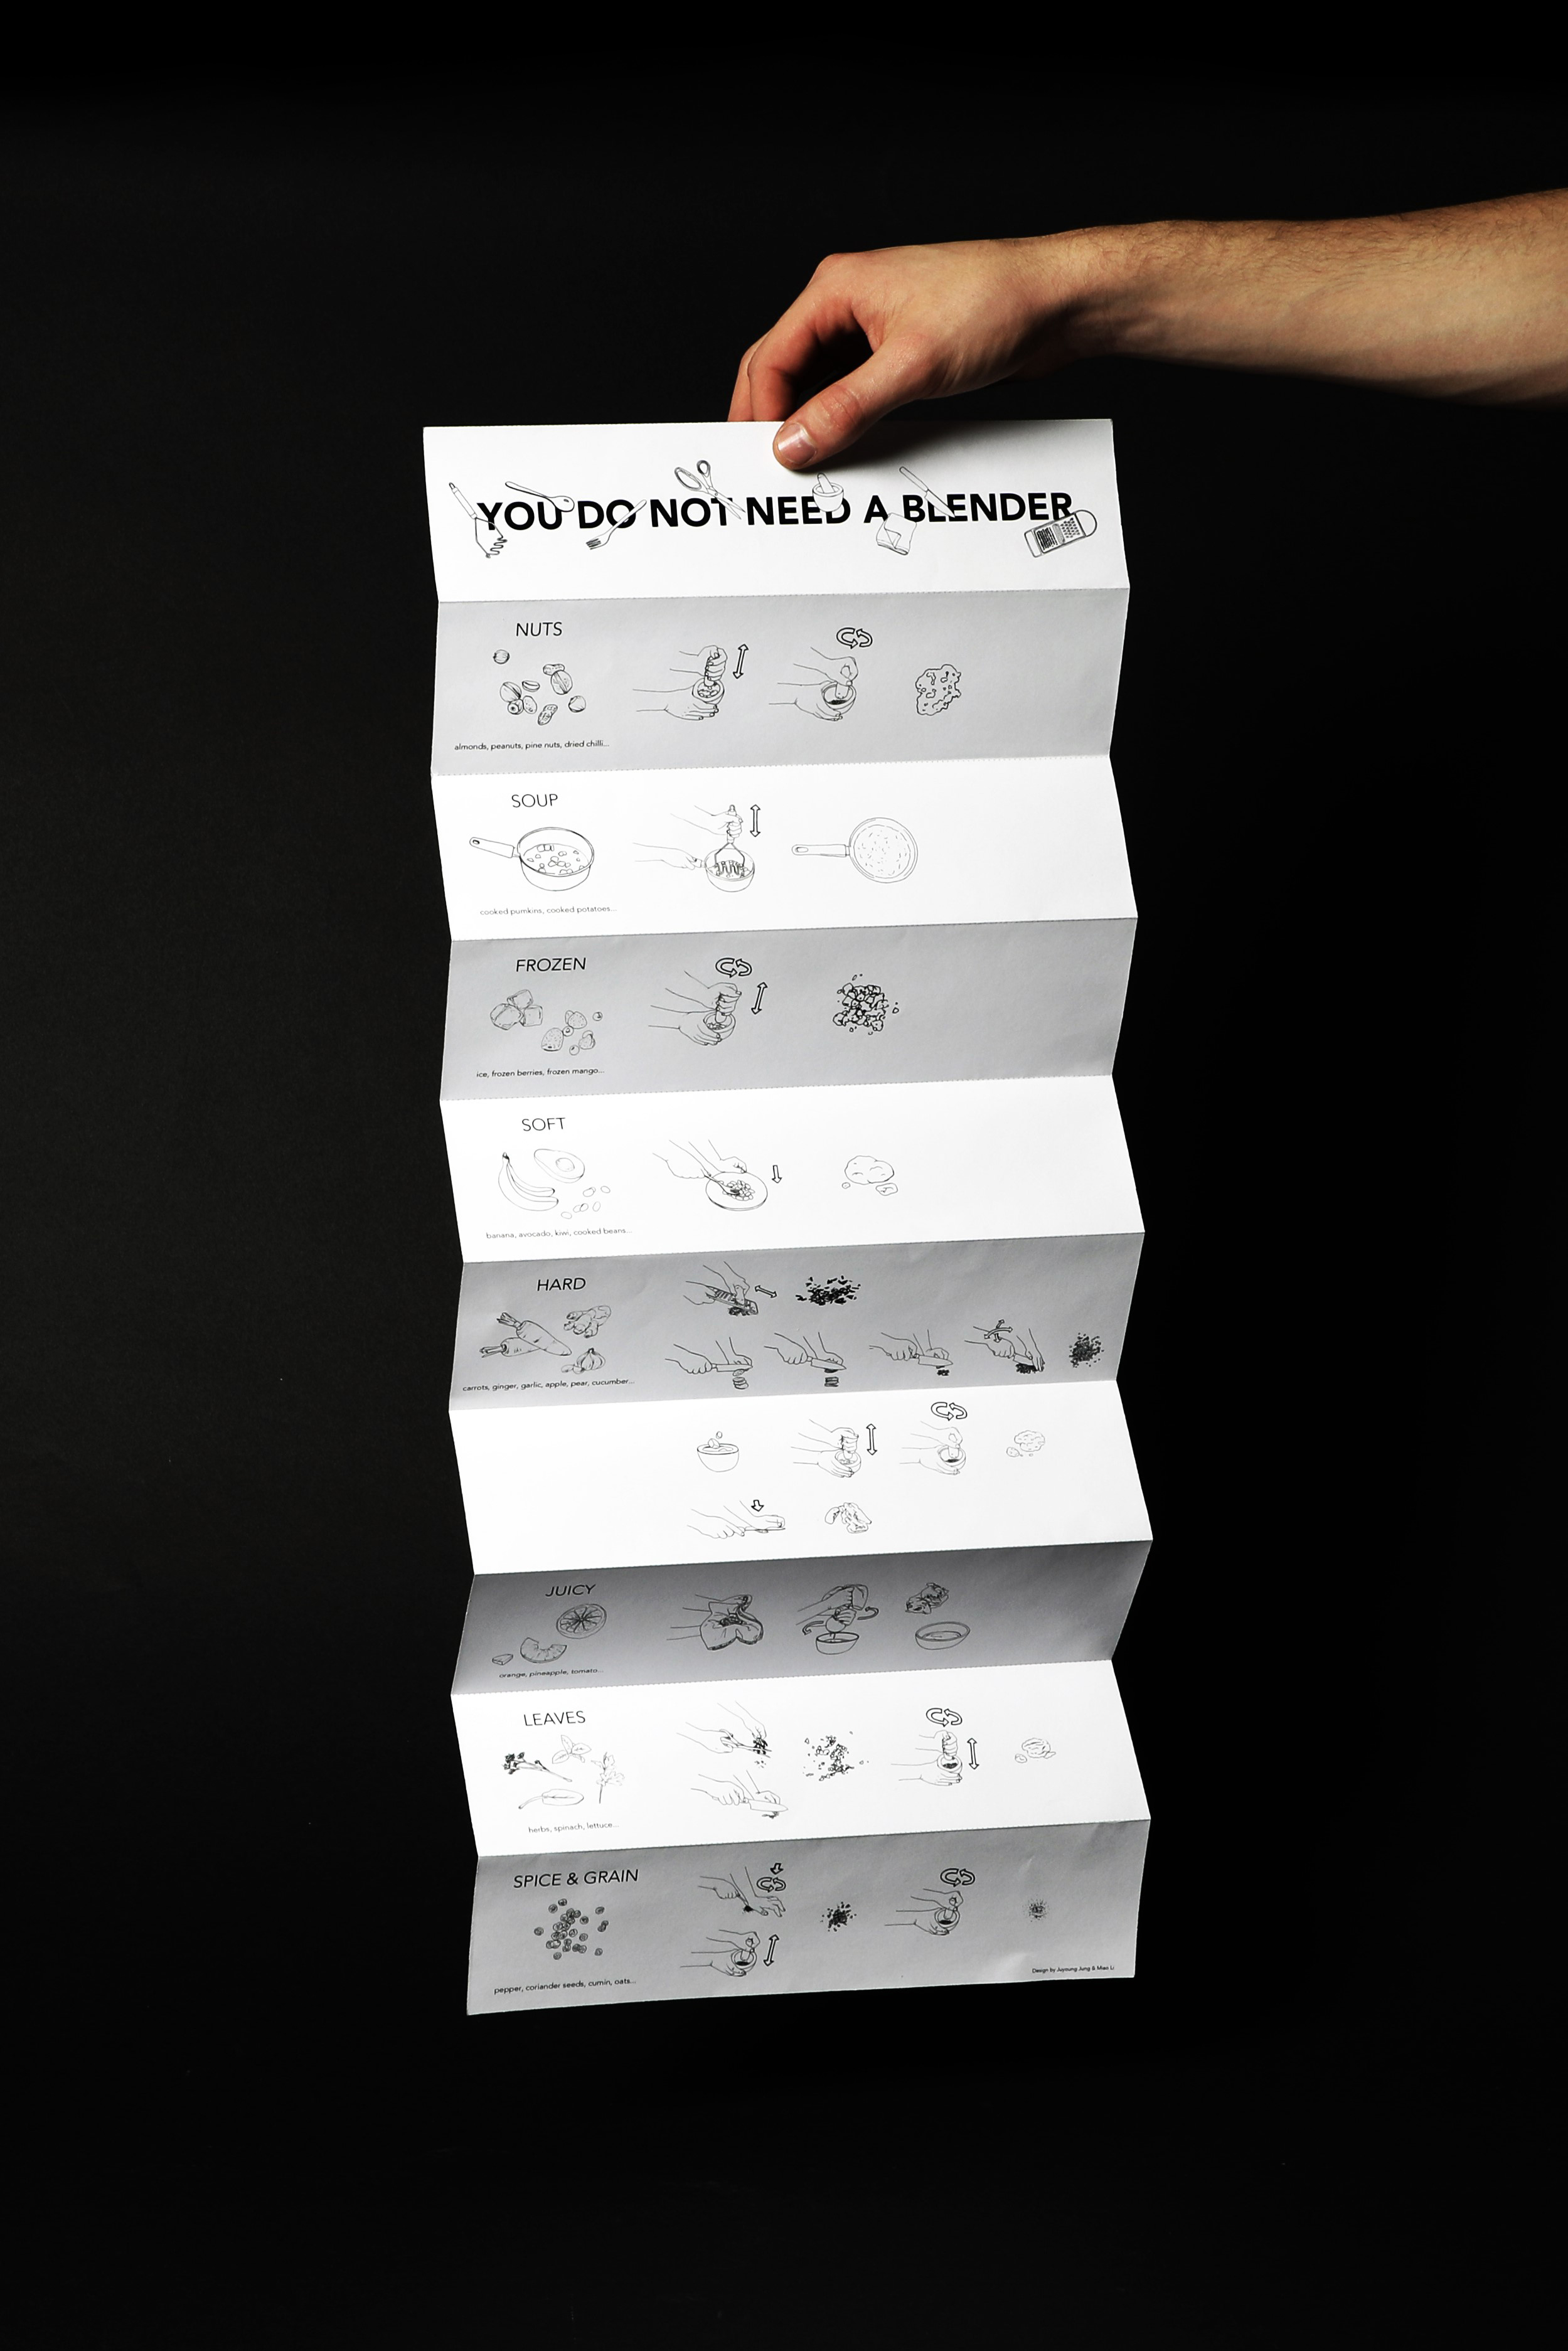 YOU DO NOT NEED A BLENDER
NUTS
almonds, peanuts, pine nuts, dried chilli...
SOUP
cooked pumkins, cooked potatoes...
FROZEN
ice, frozen berries, frozen mango...
SOFT
banana, avocado, kiwi, cooked beans...
HARD
carrots, ginger, garlic, apple, pear, cucumber...
JUICY
orange, pineapple, tomato...
LEAVES
herbs, spinach, lettuce...
SPICE & GRAIN
pepper, coriander seeds, cumin, oats...
Design by Juyoung Jung & Miao Li